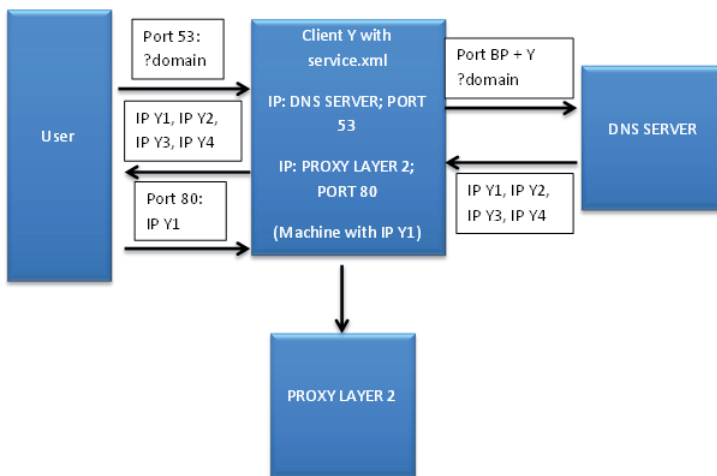 User
Port 53:
?domain
IP Y1, IP Y2,
IP Y3, IP Y4
Port 80:
IP Y1
Client Y with
service.xml
IP: DNS SERVER; PORT
53
IP: PROXY LAYER 2;
PORT 80
(Machine with IP Y1)
Port BP + Y
?domain
IP Y1, IP Y2,
IP Y3, IP Y4
DNS SERVER
PROXY LAYER 2